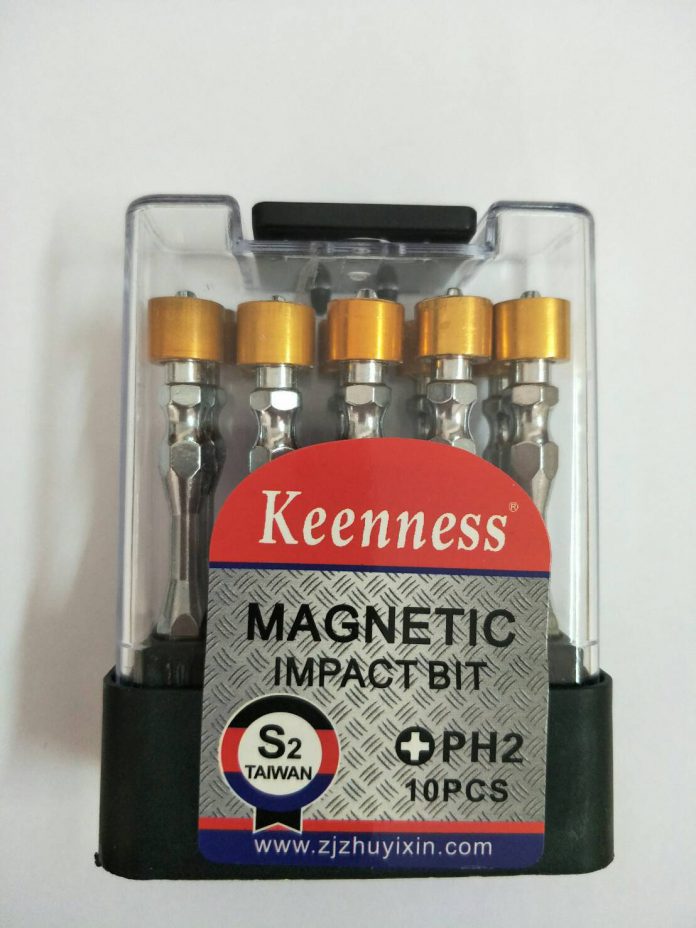 Keenness®
MAGNETIC
IMPACT BIT
S2
TAIWAN
PH2
10PCS
www.zjzhuyixin.com